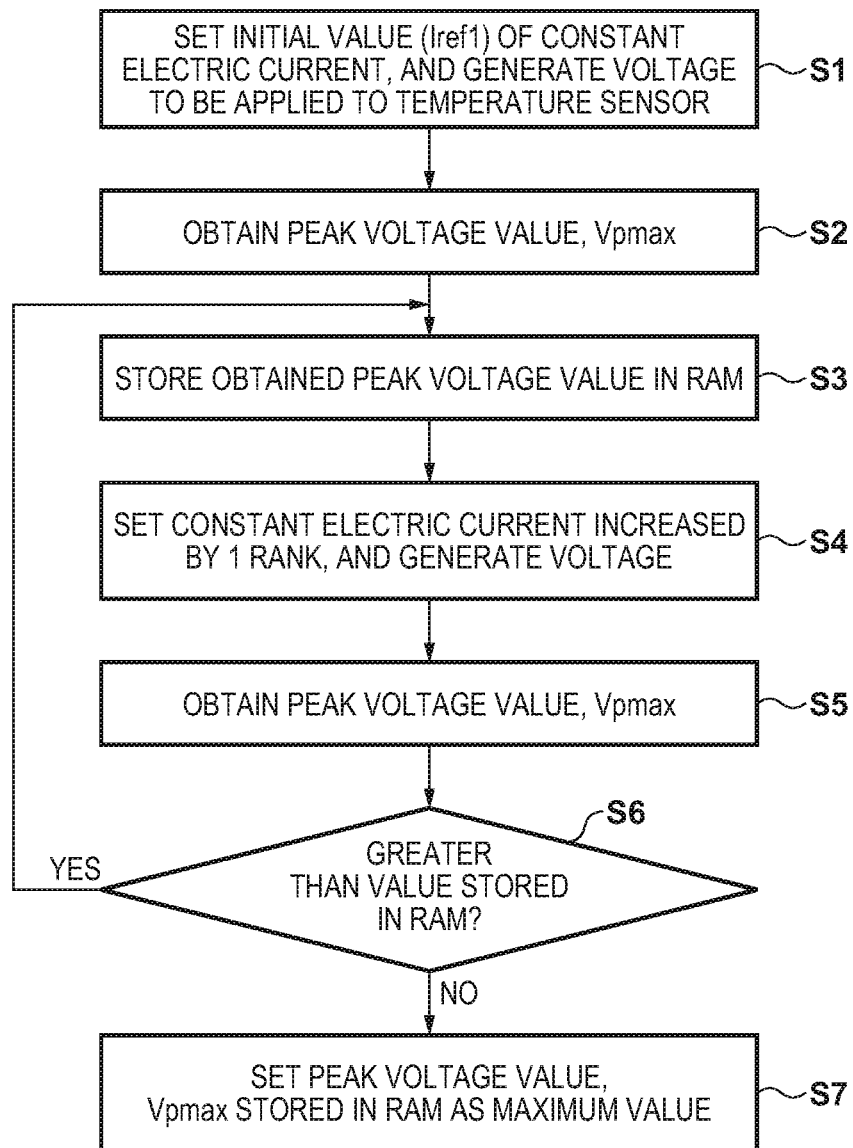 SET INITIAL VALUE (Iref1) OF CONSTANT
ELECTRIC CURRENT, AND GENERATE VOLTAGE
TO BE APPLIED TO TEMPERATURE SENSOR
S1
OBTAIN PEAK VOLTAGE VALUE, Vpmax
S2
STORE OBTAINED PEAK VOLTAGE VALUE IN RAM
S3
SET CONSTANT ELECTRIC CURRENT INCREASED
BY 1 RANK, AND GENERATE VOLTAGE
S4
OBTAIN PEAK VOLTAGE VALUE, Vpmax
S5
S6
YES
GREATER
THAN VALUE STORED
IN RAM?
NO
SET PEAK VOLTAGE VALUE,
Vpmax STORED IN RAM AS MAXIMUM VALUE
S7